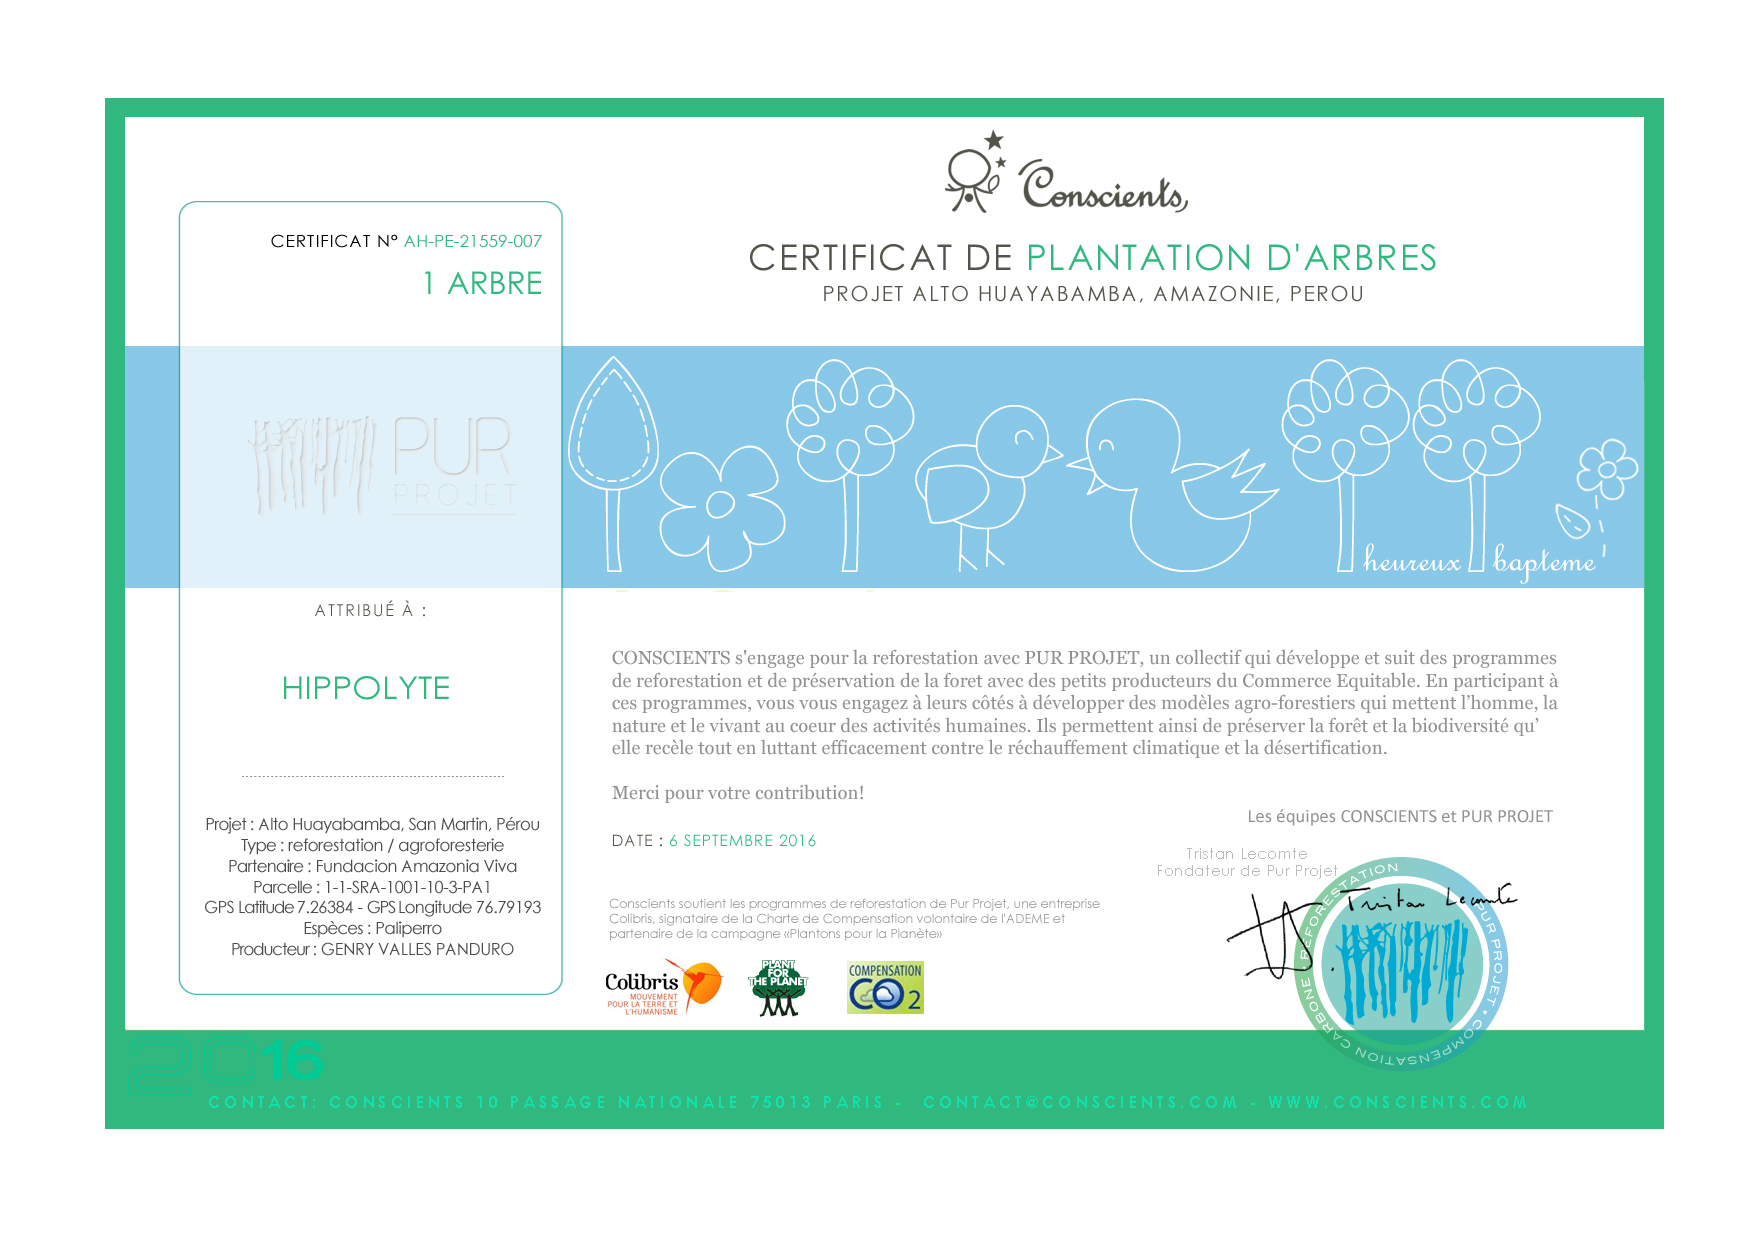 Conscients
CERTIFICAT N° AH-PE-21559-007
1 ARBRE
CERTIFICAT DE PLANTATION D'ARBRES
PROJET ALTO HUAYABAMBA, AMAZONIE, PEROU
PUR
PROJET
heureux bapteme
ATTRIBUÉ À :
HIPPOLYTE
Projet : Alto Huayabamba, San Martin, Pérou
Type : reforestation / agroforesterie
Partenaire : Fundacion Amazonia Viva
Parcelle : 1-1-SRA-1001-10-3-PA1
GPS Latitude 7.26384 - GPS Longitude 76.79193
Espèces : Paliperro
Producteur : GENRY VALLES PANDURO
CONSCIENTS s'engage pour la reforestation avec PUR PROJET, un collectif qui développe et suit des programmes
de reforestation et de préservation de la foret avec des petits producteurs du Commerce Equitable. En participant à
ces programmes, vous vous engagez à leurs côtés à développer des modèles agro-forestiers qui mettent l’homme, la
nature et le vivant au coeur des activités humaines. Ils permettent ainsi de préserver la forêt et la biodiversité qu’
elle recèle tout en luttant efficacement contre le réchauffement climatique et la désertification.
Merci pour votre contribution!
Les équipes CONSCIENTS et PUR PROJET
DATE : 6 SEPTEMBRE 2016
Tristan Lecomte
Fondateur de Pur Projet
Tristan Lecomte
REFORESTATION
PUR PROJET • COMPENSATION CARBONE •
Conscients soutient les programmes de reforestation de Pur Projet, une entreprise
Colibris, signataire de la Charte de Compensation volontaire de l'ADEME et
partenaire de la campagne «Plantons pour la Planète»
Colibris
MOUVEMENT
POUR LA TERRE ET
L'HUMANISME
PLANT
FOR
THE PLANET
COMPENSATION
CO2
2016
CONTACT: CONSCIENTS 10 PASSAGE NATIONALE 75013 PARIS - CONTACT@CONSCIENTS.COM - WWW.CONSCIENTS.COM